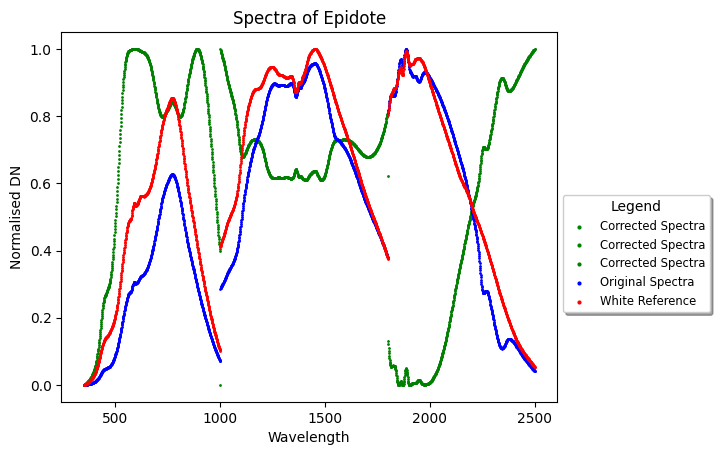 Spectra of Epidote
Normalised DN
1.0
0.8
0.6
0.4
0.2
0.0
500
1000
1500
2000
2500
Wavelength
Legend
Corrected Spectra
Corrected Spectra
Corrected Spectra
Original Spectra
White Reference